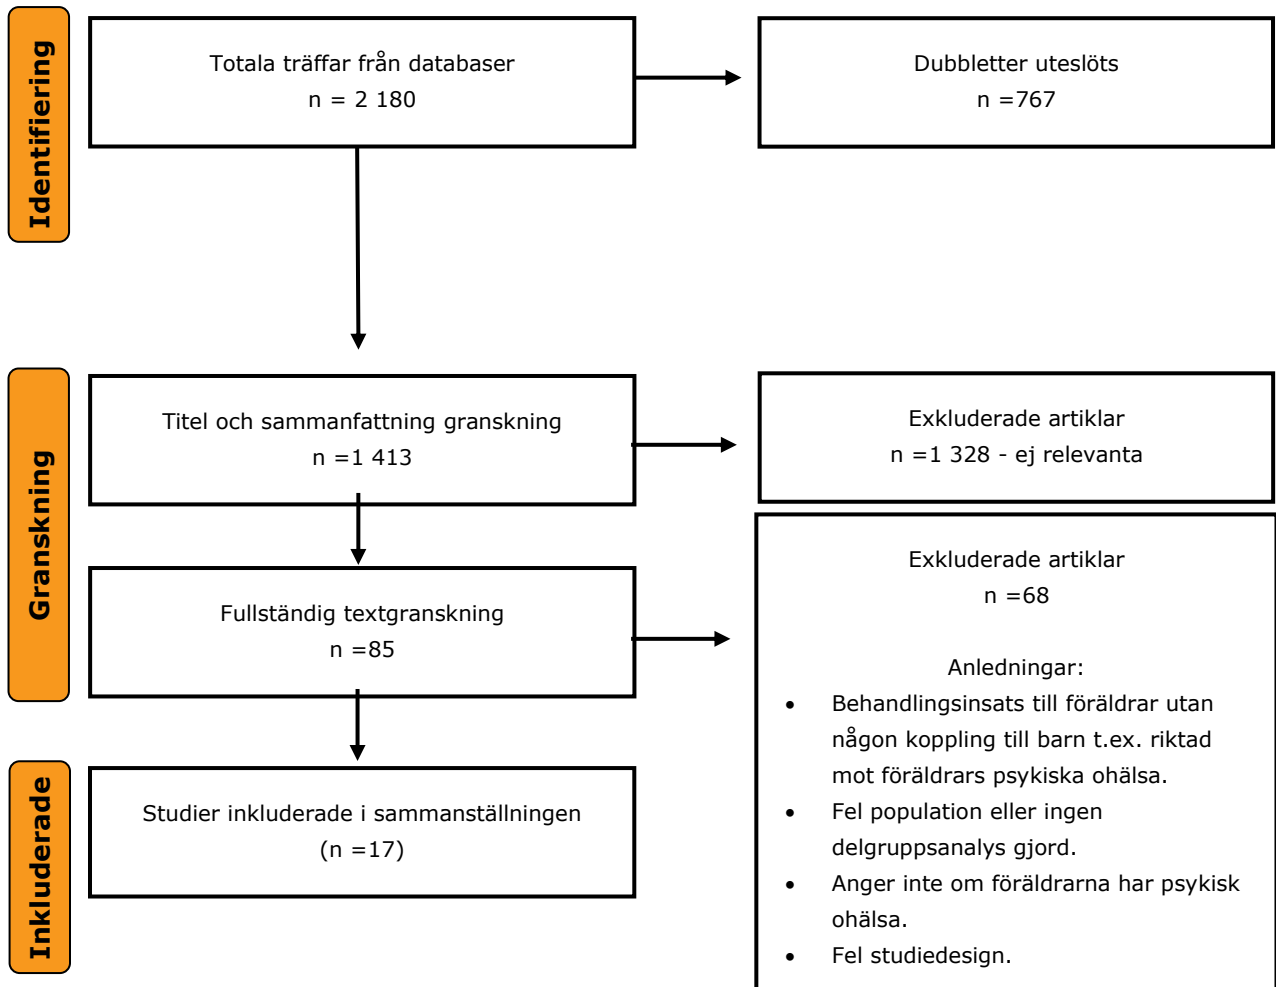 Identifiering
Totala träffar från databaser
n = 2 180
Dubbletter uteslöts
n =767
Granskning
Titel och sammanfattning granskning
n =1 413
Exkluderade artiklar
n =1 328 - ej relevanta
Fullständig textgranskning
n =85
Exkluderade artiklar
n =68
Anledningar:
• Behandlingsinsats till föräldrar utan
någon koppling till barn t.ex. riktad
mot föräldrars psykiska ohälsa.
• Fel population eller ingen
delgruppsanalys gjord.
• Anger inte om föräldrarna har psykisk
ohälsa.
• Fel studiedesign.
Inkluderade
Studier inkluderade i sammanställningen
(n =17)